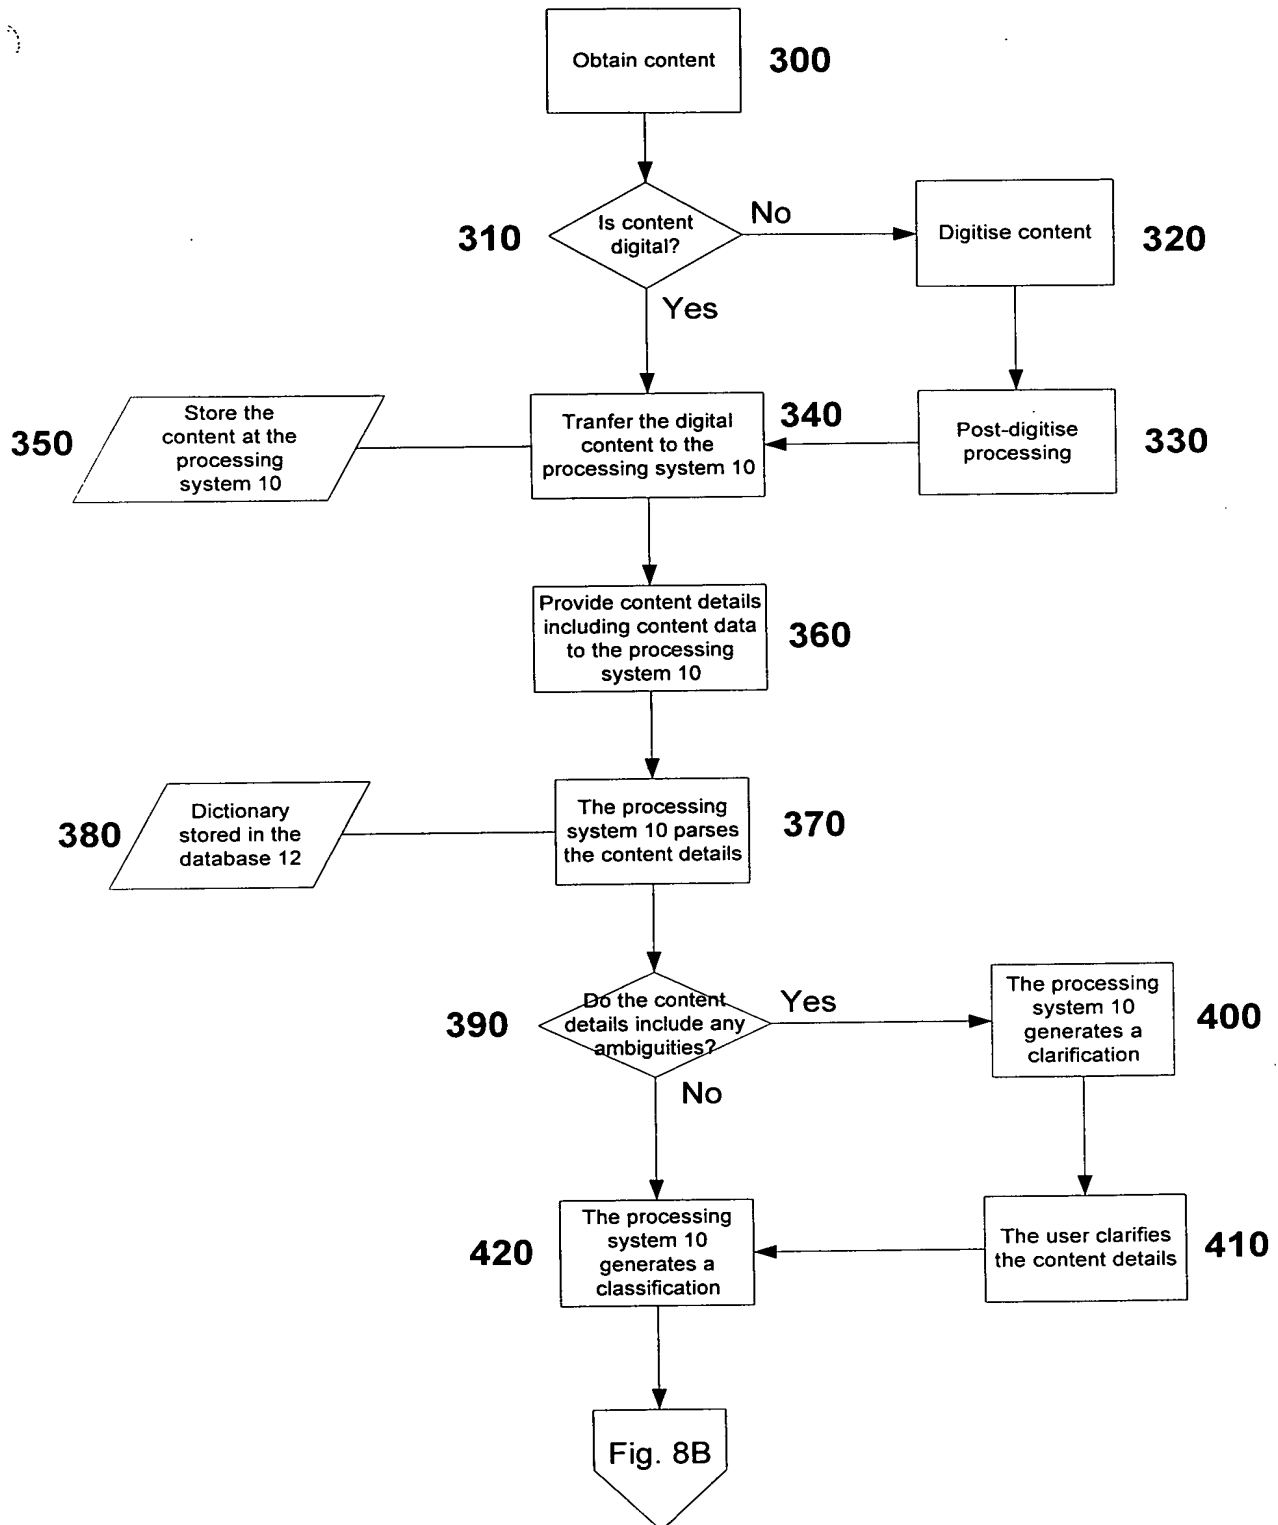 Obtain content
300
310
Is content
digital?
No
Digitise content
320
Yes
350
Store the
content at the
processing
system 10
Tranfer the digital
content to the
processing system 10
340
Post-digitise
processing
330
Provide content details
including content data
to the processing
system 10
360
380
Dictionary
stored in the
database 12
The processing
system 10 parses
the content details
370
390
Do the content
details include any
ambiguities?
Yes
The processing
system 10
generates a
clarification
400
No
420
The processing
system 10
generates a
classification
The user clarifies
the content details
410
Fig. 8B